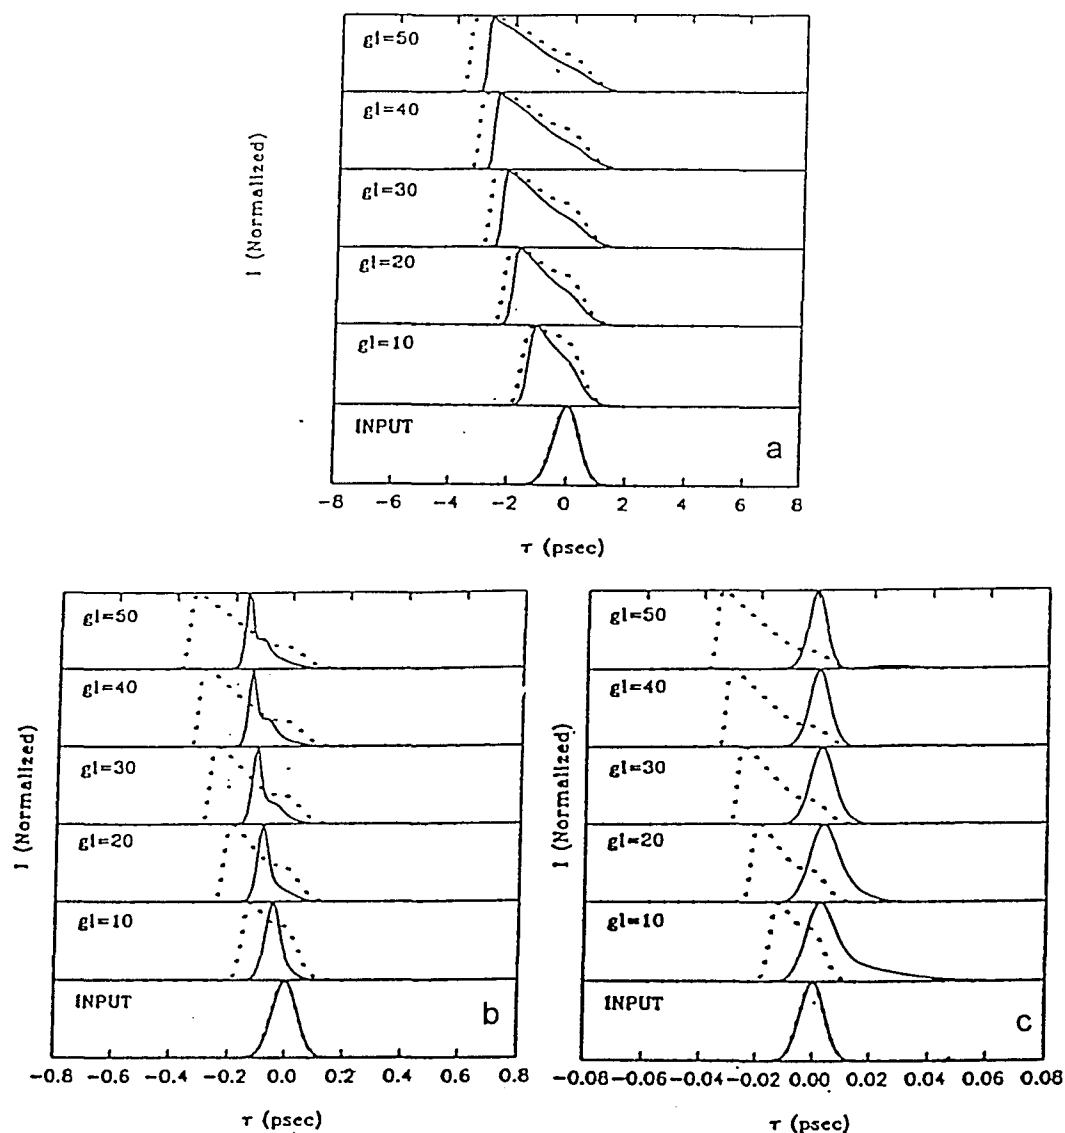 gl=50
gl=40
gl=30
gl=20
gl=10
INPUT
a
I (Normalized)
-8 -6 -4 -2 0 2 4 6 8
τ (psec)
gl=50
gl=40
gl=30
gl=20
gl=10
INPUT
b
I (Normalized)
-0.8 -0.6 -0.4 -0.2 0.0 0.2 0.4 0.6 0.8
τ (psec)
gl=50
gl=40
gl=30
gl=20
gl=10
INPUT
c
I (Normalized)
-0.08 -0.06 -0.04 -0.02 0.00 0.02 0.04 0.06 0.08
τ (psec)